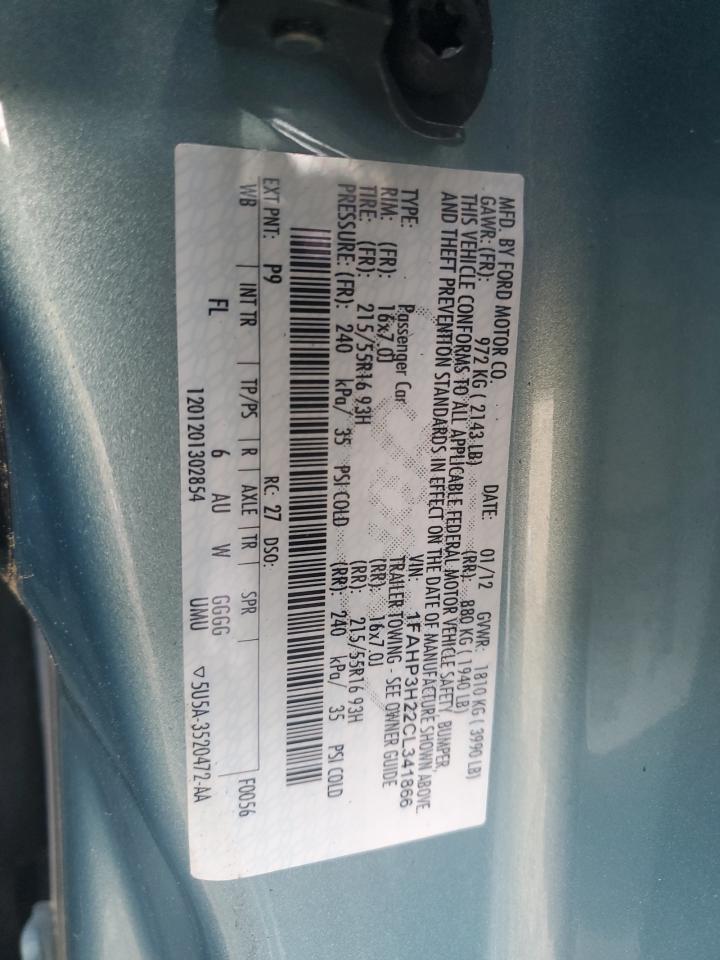 MFD. BY FORD MOTOR CO.
DATE: 01/12 GVWR: 1810 KG ( 3990 LB)
GAWR: (FR): 972 KG ( 2143 LB) (RR): 880 KG ( 1940 LB)
THIS VEHICLE CONFORMS TO ALL APPLICABLE FEDERAL MOTOR VEHICLE SAFETY, BUMPER,
AND THEFT PREVENTION STANDARDS IN EFFECT ON THE DATE OF MANUFACTURE SHOWN ABOVE.
VIN: 1FAHP3H22CL341866
TYPE: Passenger Car TRAILER TOWING - SEE OWNER GUIDE
RIM: (FR): 16x7.0J (RR): 16x7.0J
TIRE: (FR): 215/55R16 93H (RR): 215/55R16 93H
PRESSURE: (FR): 240 kPa/ 35 PSI COLD (RR): 240 kPa/ 35 PSI COLD
EXT PNT: P9 RC: 27 DSO: F0056
WB INT TR TP/PS R AXLE TR SPR
FL 6 AU W GGGG
1201201302854 UMU ▽5U5A-3520472-AA